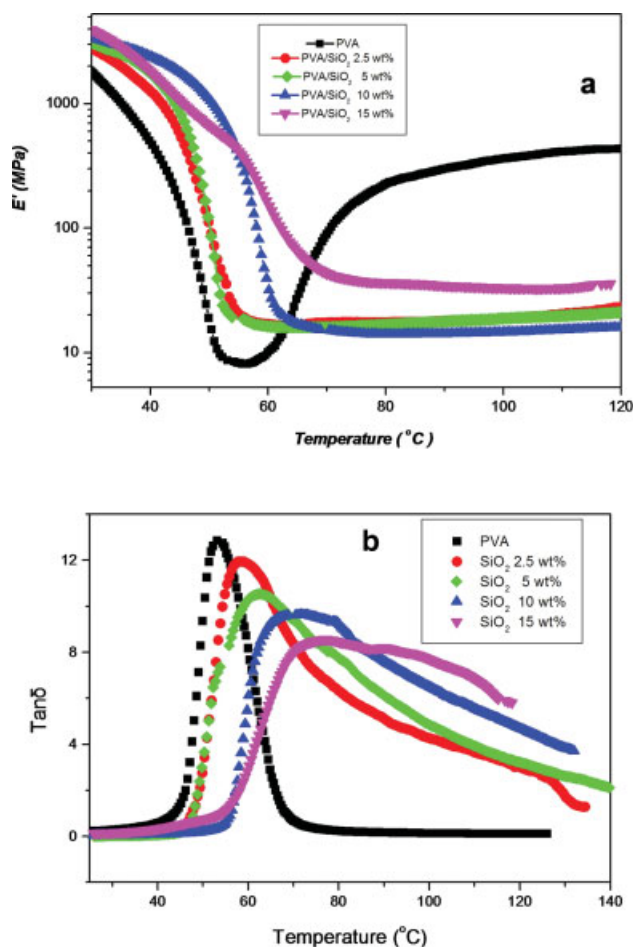 PVA
PVA/SiO₂ 2.5 wt%
PVA/SiO₂ 5 wt%
PVA/SiO₂ 10 wt%
PVA/SiO₂ 15 wt%
a
1000
100
10
E' (MPa)
40 60 80 100 120
Temperature (°C)
b
PVA
SiO₂ 2.5 wt%
SiO₂ 5 wt%
SiO₂ 10 wt%
SiO₂ 15 wt%
12
8
4
0
Tanδ
40 60 80 100 120 140
Temperature (°C)